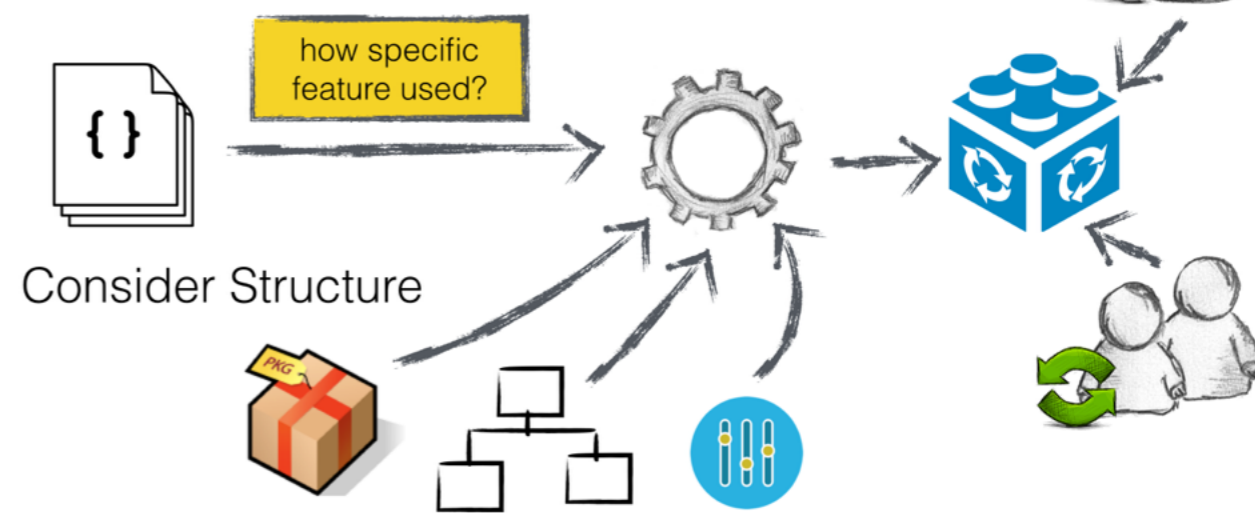 how specific
feature used?
{ }
Consider Structure
PKG